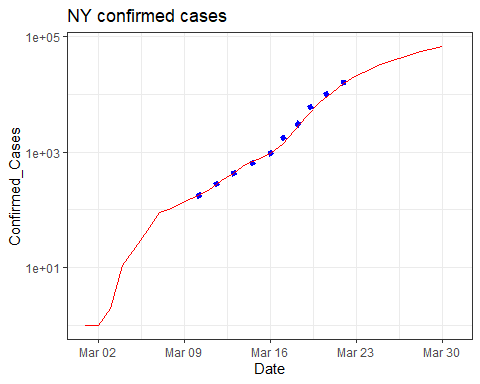 NY confirmed cases
1e+05
1e+03
1e+01
Confirmed_Cases
Mar 02 Mar 09 Mar 16 Mar 23 Mar 30
Date